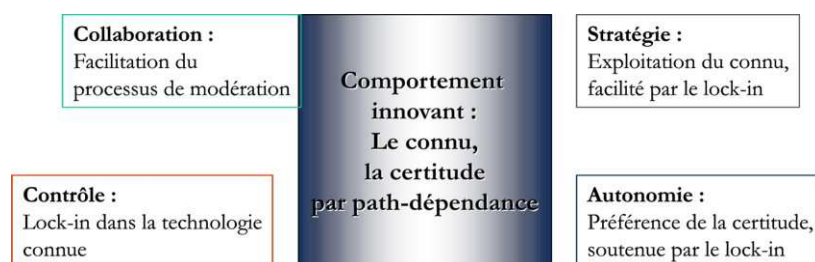 Collaboration :
Facilitation du
processus de modération
Comportement
innovant :
Le connu,
la certitude
par path-dépendance
Stratégie :
Exploitation du connu,
facilité par le lock-in
Contrôle :
Lock-in dans la technologie
connue
Autonomie :
Préférence de la certitude,
soutenue par le lock-in